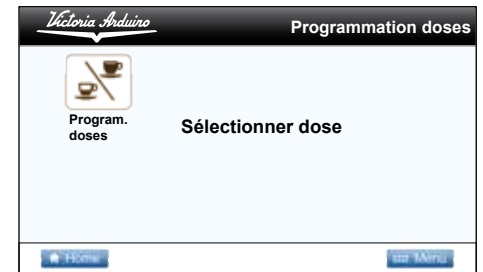 Victoria Arduino
Programmation doses
Program.
doses
Sélectionner dose
Home
Menu